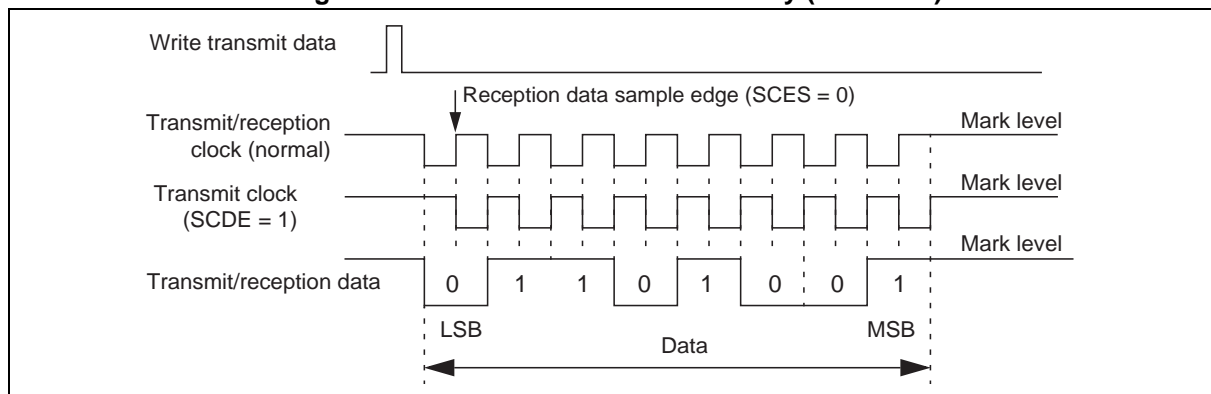 Write transmit data
Reception data sample edge (SCES = 0)
Transmit/reception
clock (normal)
Mark level
Transmit clock
(SCDE = 1)
Mark level
Mark level
Transmit/reception data
0 1 1 0 1 0 0 1
LSB
MSB
Data